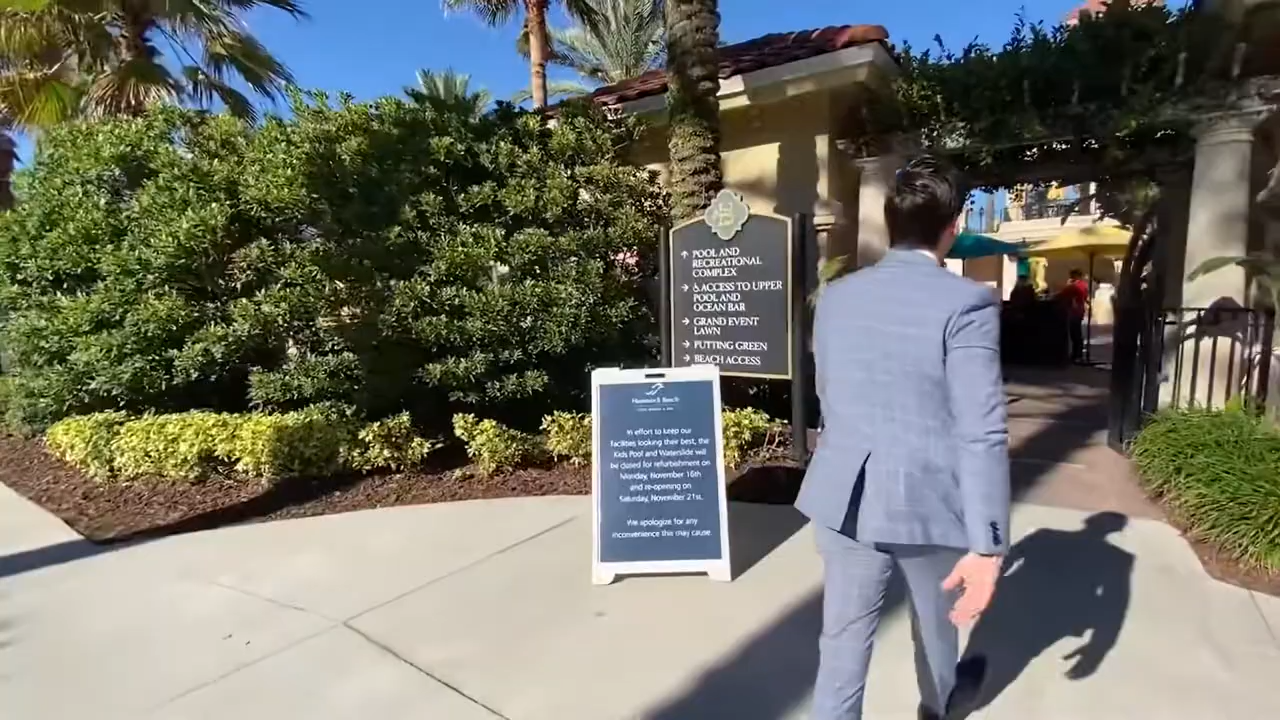 ↑ POOL AND
RECREATIONAL
COMPLEX
→ ♿ ACCESS TO UPPER
POOL AND
OCEAN BAR
→ GRAND EVENT
LAWN
→ PUTTING GREEN
→ BEACH ACCESS
Hammock Beach
In effort to keep our
Facilities looking their best, the
Kids Pool and Waterslide will
be closed for refurbishment on
Monday, November 16th
and re-opening on
Saturday, November 21st.
We apologize for any
inconvenience this may cause.